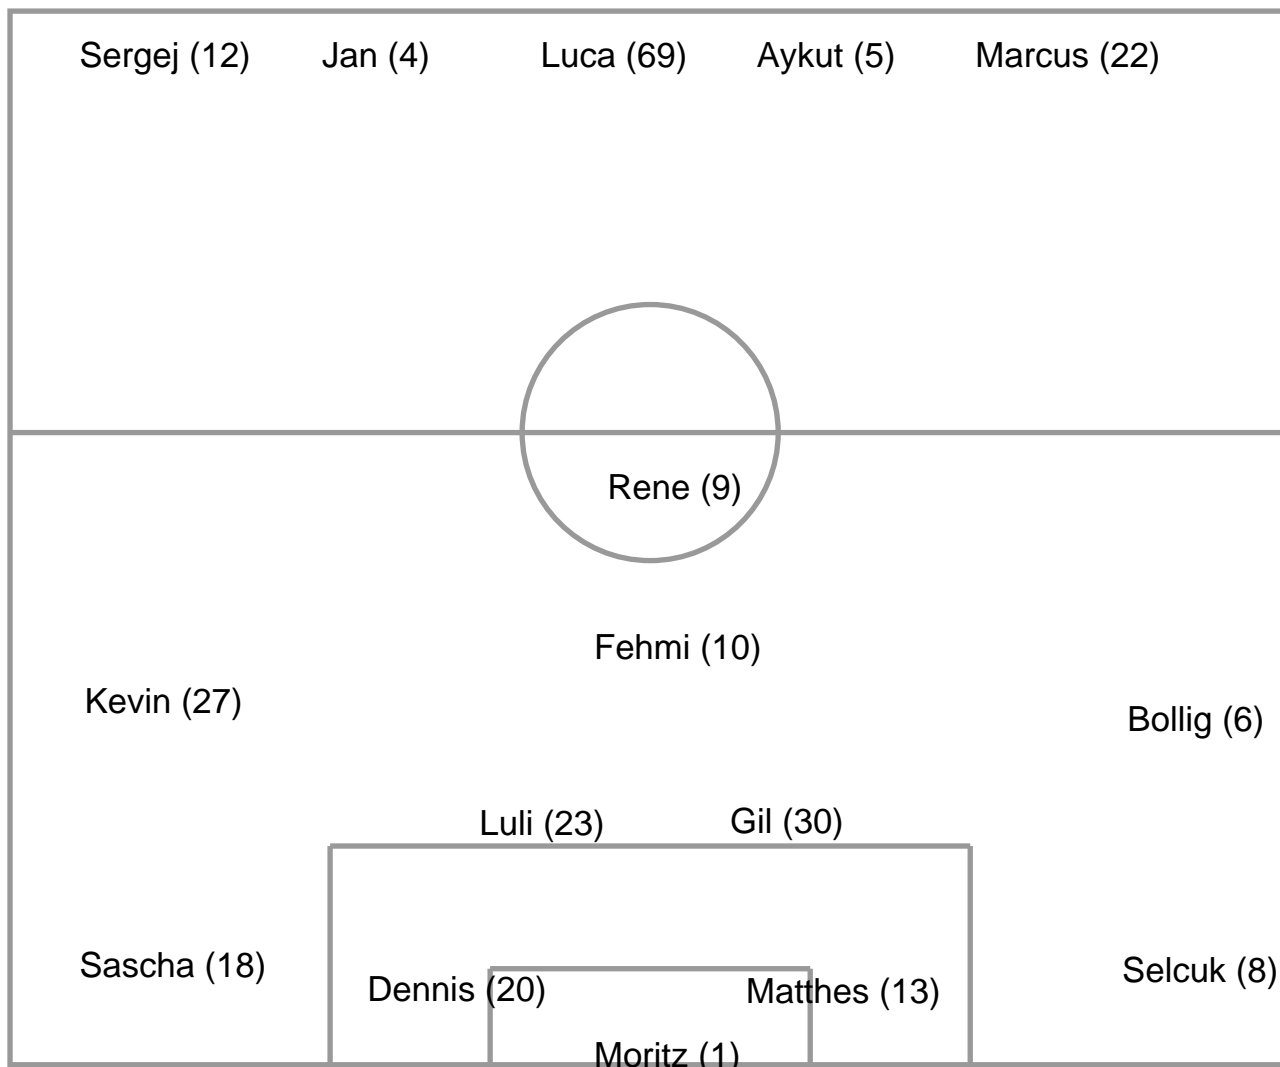 Sergej (12) Jan (4) Luca (69) Aykut (5) Marcus (22)
Rene (9)
Fehmi (10)
Kevin (27)
Bollig (6)
Luli (23) Gil (30)
Sascha (18)
Selcuk (8)
Dennis (20) Matthes (13)
Moritz (1)